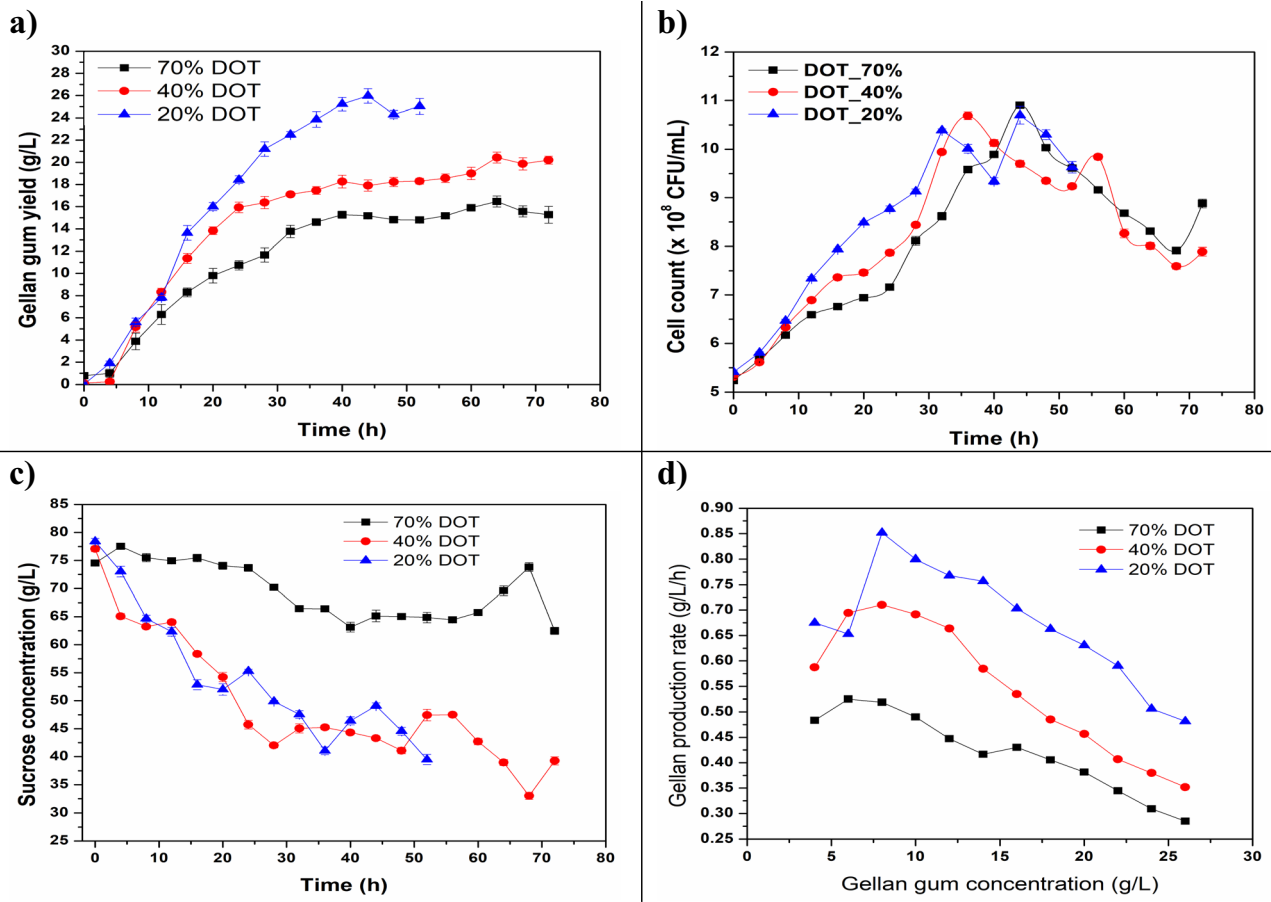 a)
30
28
26
24
22
20
18
16
14
12
10
8
6
4
2
0
Gellan gum yield (g/L)
70% DOT
40% DOT
20% DOT
0 10 20 30 40 50 60 70 80
Time (h)
b)
12
11
10
9
8
7
6
5
Cell count (x 10⁸ CFU/mL)
DOT_70%
DOT_40%
DOT_20%
0 10 20 30 40 50 60 70 80
Time (h)
c)
85
80
75
70
65
60
55
50
45
40
35
30
25
Sucrose concentration (g/L)
70% DOT
40% DOT
20% DOT
0 10 20 30 40 50 60 70 80
Time (h)
d)
0.90
0.85
0.80
0.75
0.70
0.65
0.60
0.55
0.50
0.45
0.40
0.35
0.30
0.25
Gellan production rate (g/L/h)
70% DOT
40% DOT
20% DOT
0 5 10 15 20 25 30
Gellan gum concentration (g/L)